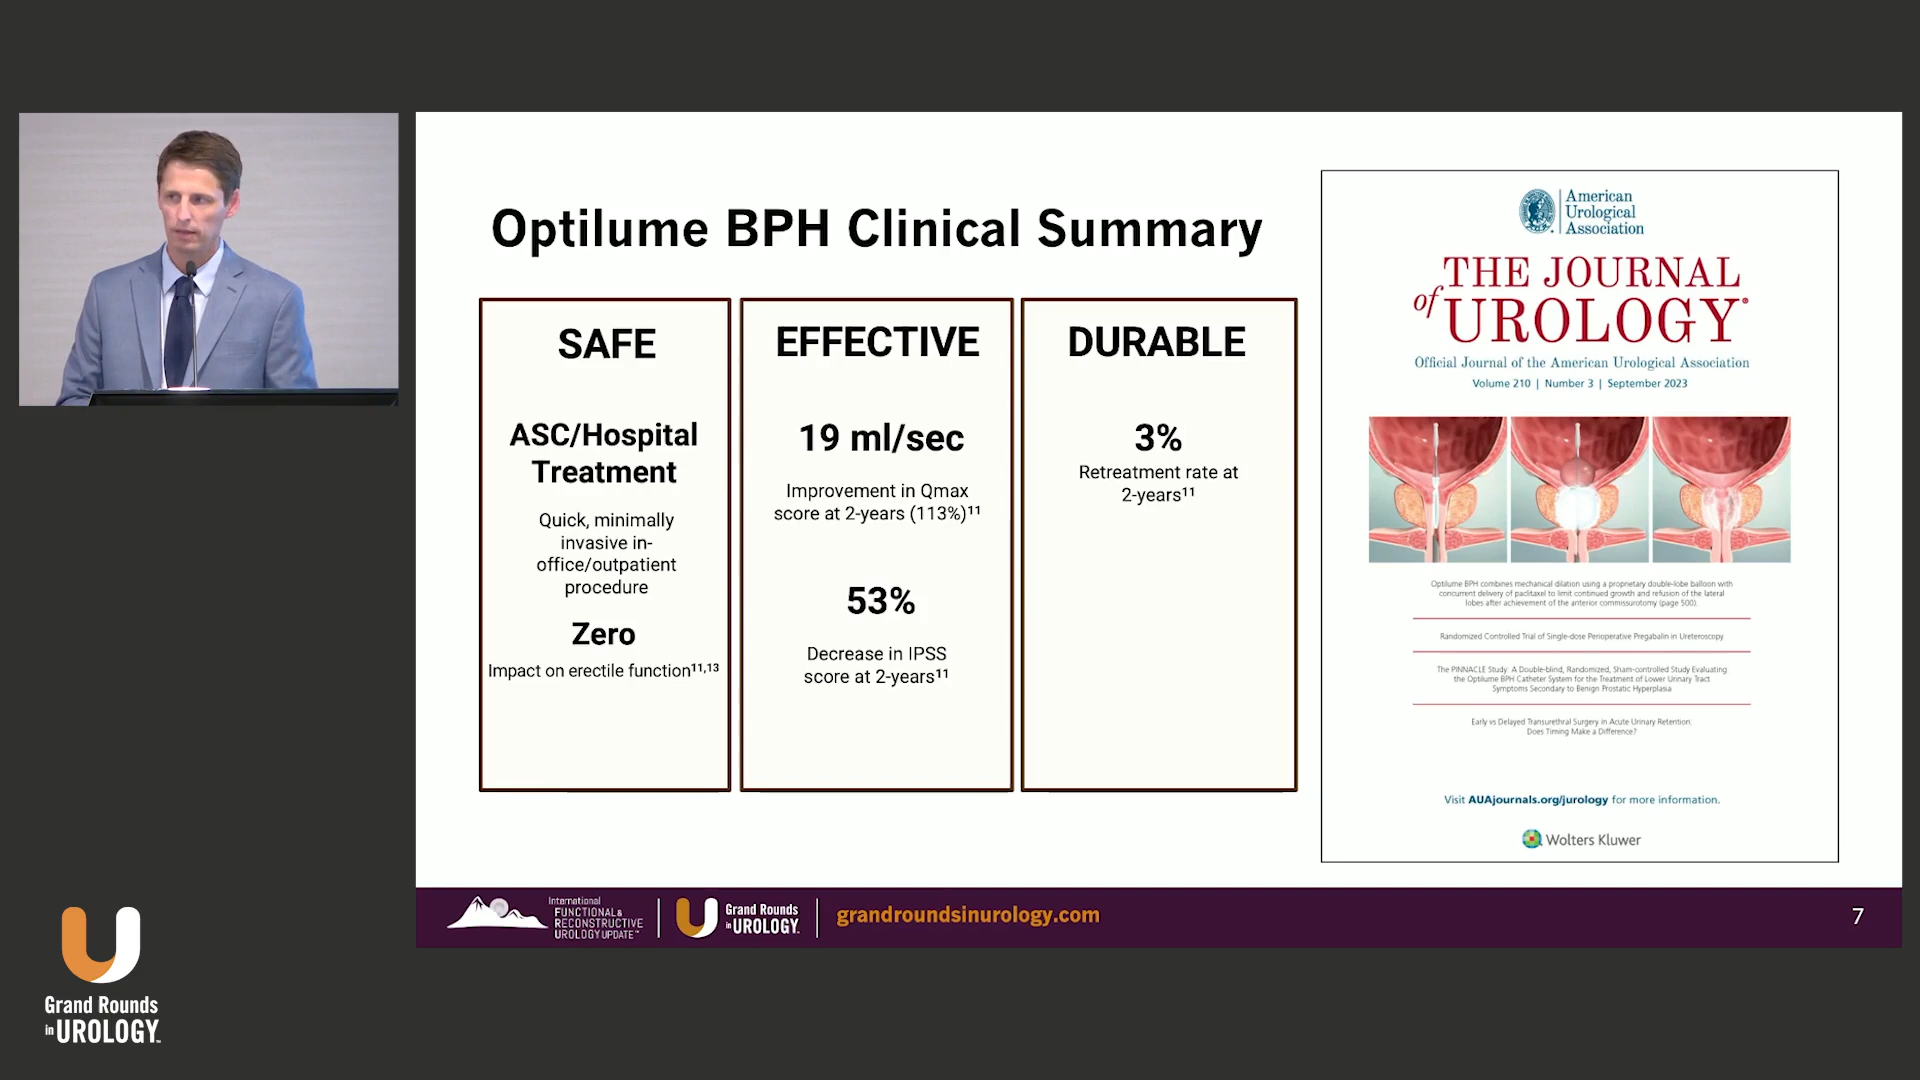 Optilume BPH Clinical Summary
SAFE
ASC/Hospital
Treatment
Quick, minimally
invasive in-
office/outpatient
procedure
Zero
Impact on erectile function¹¹,¹³
EFFECTIVE
19 ml/sec
Improvement in Qmax
score at 2-years (113%)¹¹
53%
Decrease in IPSS
score at 2-years¹¹
DURABLE
3%
Retreatment rate at
2-years¹¹
American
Urological
Association
THE JOURNAL
of UROLOGY®
Official Journal of the American Urological Association
Volume 210 | Number 3 | September 2023
Optilume BPH combines mechanical dilation using a proprietary double-lobe balloon with
concurrent delivery of paclitaxel to limit continued growth and refusion of the lateral
lobes after achievement of the anterior commissurotomy (page 500).
Randomized Controlled Trial of Single-dose Perioperative Pregabalin in Ureteroscopy
The PINNACLE Study: A Double-blind, Randomized, Sham-controlled Study Evaluating
the Optilume BPH Catheter System for the Treatment of Lower Urinary Tract
Symptoms Secondary to Benign Prostatic Hyperplasia
Early vs Delayed Transurethral Surgery in Acute Urinary Retention:
Does Timing Make a Difference?
Visit AUAjournals.org/jurology for more information.
Wolters Kluwer
International
FUNCTIONAL &
RECONSTRUCTIVE
UROLOGY UPDATE™
Grand Rounds
in UROLOGY™
grandroundsinurology.com
7
Grand Rounds
in UROLOGY™